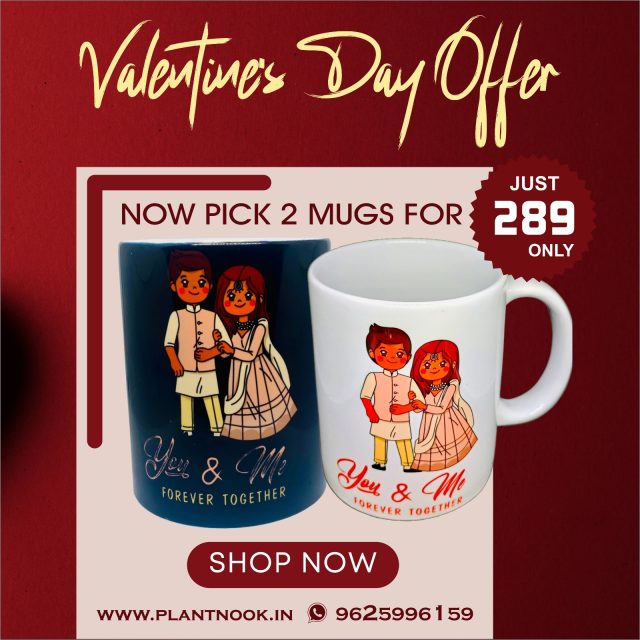 Valentine's Day Offer
NOW PICK 2 MUGS FOR
JUST
289
ONLY
You & Me
FOREVER TOGETHER
You & Me
FOREVER TOGETHER
SHOP NOW
WWW.PLANTNOOK.IN 9625996159